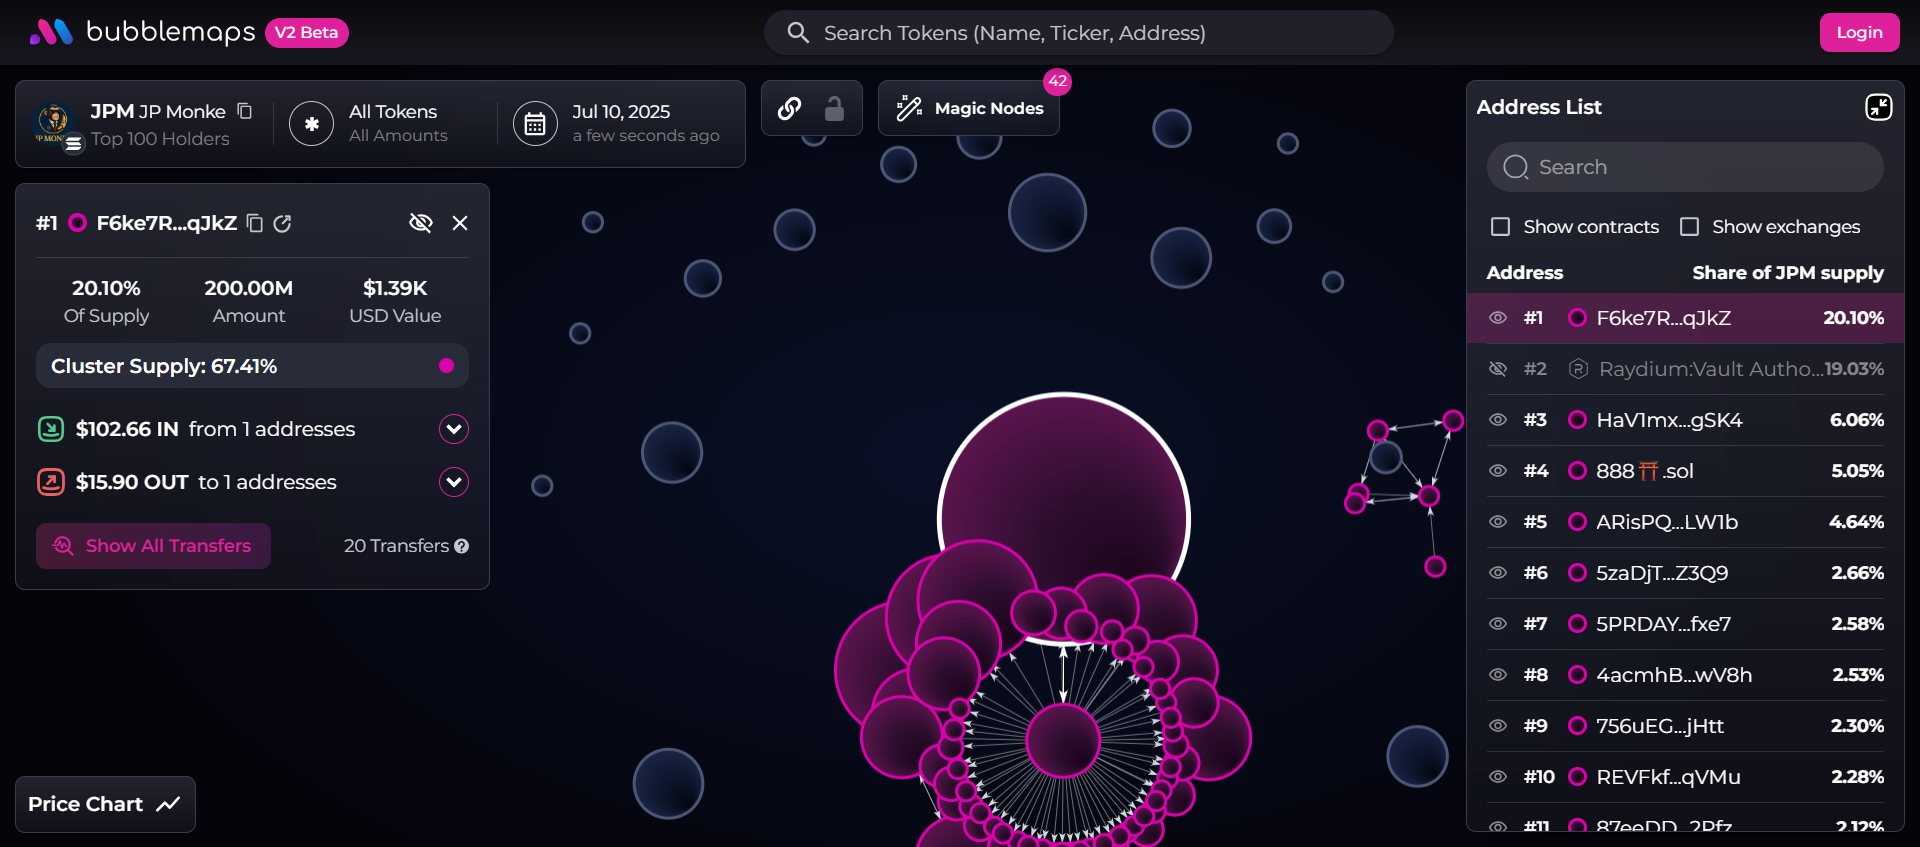 bubblemaps V2 Beta
Search Tokens (Name, Ticker, Address)
Login
JPM JP Monke
Top 100 Holders
All Tokens
All Amounts
Jul 10, 2025
a few seconds ago
Magic Nodes
42
#1 F6ke7R...qJkZ
20.10% 200.00M $1.39K
Of Supply Amount USD Value
Cluster Supply: 67.41%
$102.66 IN from 1 addresses
$15.90 OUT to 1 addresses
Show All Transfers 20 Transfers
Price Chart
Address List
Search
Show contracts Show exchanges
Address Share of JPM supply
#1 F6ke7R...qJkZ 20.10%
#2 Raydium:Vault Autho... 19.03%
#3 HaV1mx...gSK4 6.06%
#4 888⛩️.sol 5.05%
#5 ARisPQ...LW1b 4.64%
#6 5zaDjT...Z3Q9 2.66%
#7 5PRDAY...fxe7 2.58%
#8 4acmhB...wV8h 2.53%
#9 756uEG...jHtt 2.30%
#10 REVFkf...qVMu 2.28%
#11 87eeDD...2Pfz 2.12%